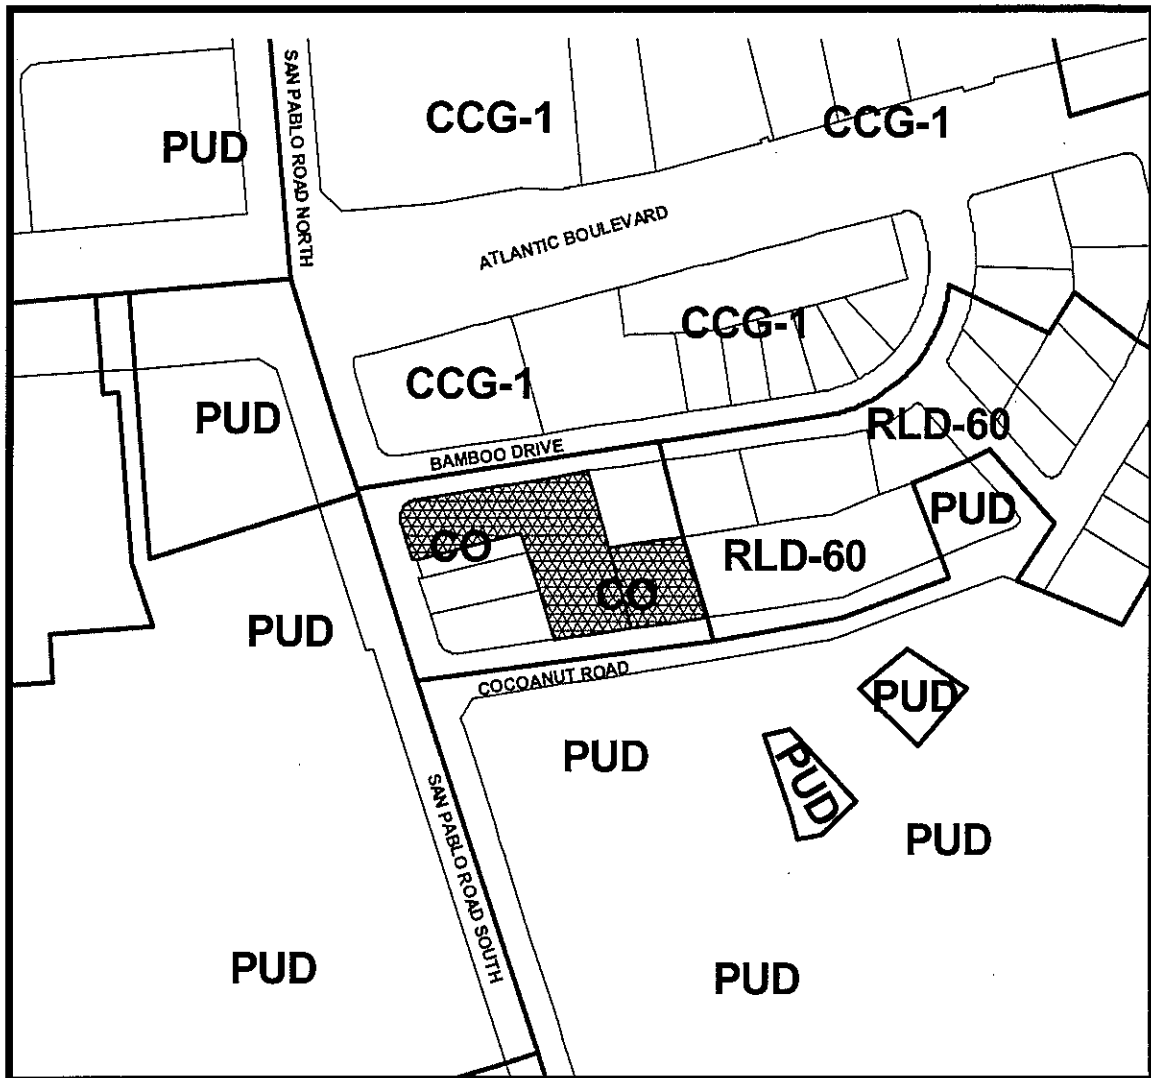 SAN PABLO ROAD NORTH
CCG-1
CCG-1
PUD
ATLANTIC BOULEVARD
CCG-1
CCG-1
PUD
RLD-60
BAMBOO DRIVE
PUD
CO
RLD-60
CO
PUD
COCOANUT ROAD
PUD
PUD
PUD
SAN PABLO ROAD SOUTH
PUD
PUD
PUD